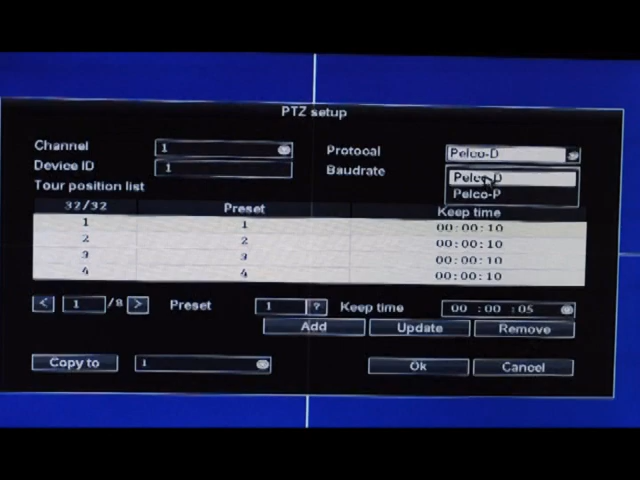 PTZ setup
Channel 1 Protocal Pelco-D
Device ID 1 Baudrate Pelco-D
Pelco-P
Tour position list
32/32 Preset Keep time
1 1 00:00:10
2 2 00:00:10
3 3 00:00:10
4 4 00:00:10
< 1 /8 > Preset 1 ? Keep time 00 :00 :05
Add Update Remove
Copy to 1 Ok Cancel